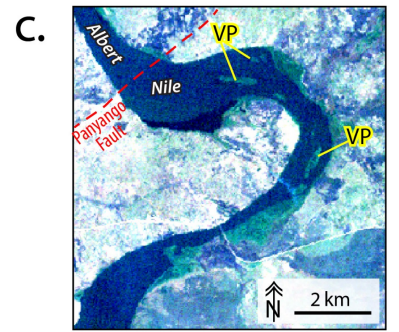 C.
VP
Albert
Nile
Panyango
Fault
VP
N
2 km